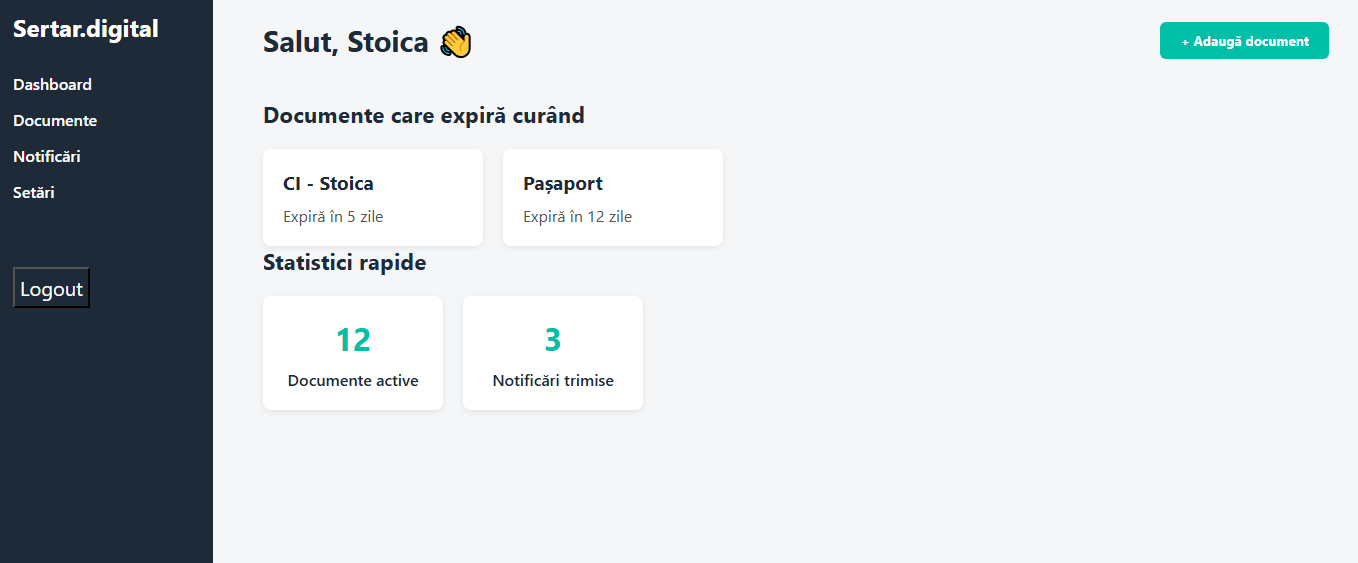 Sertar.digital
Dashboard
Documente
Notificări
Setări
Logout
Salut, Stoica 👋
+ Adaugă document
Documente care expiră curând
CI - Stoica
Expiră în 5 zile
Pașaport
Expiră în 12 zile
Statistici rapide
12
Documente active
3
Notificări trimise